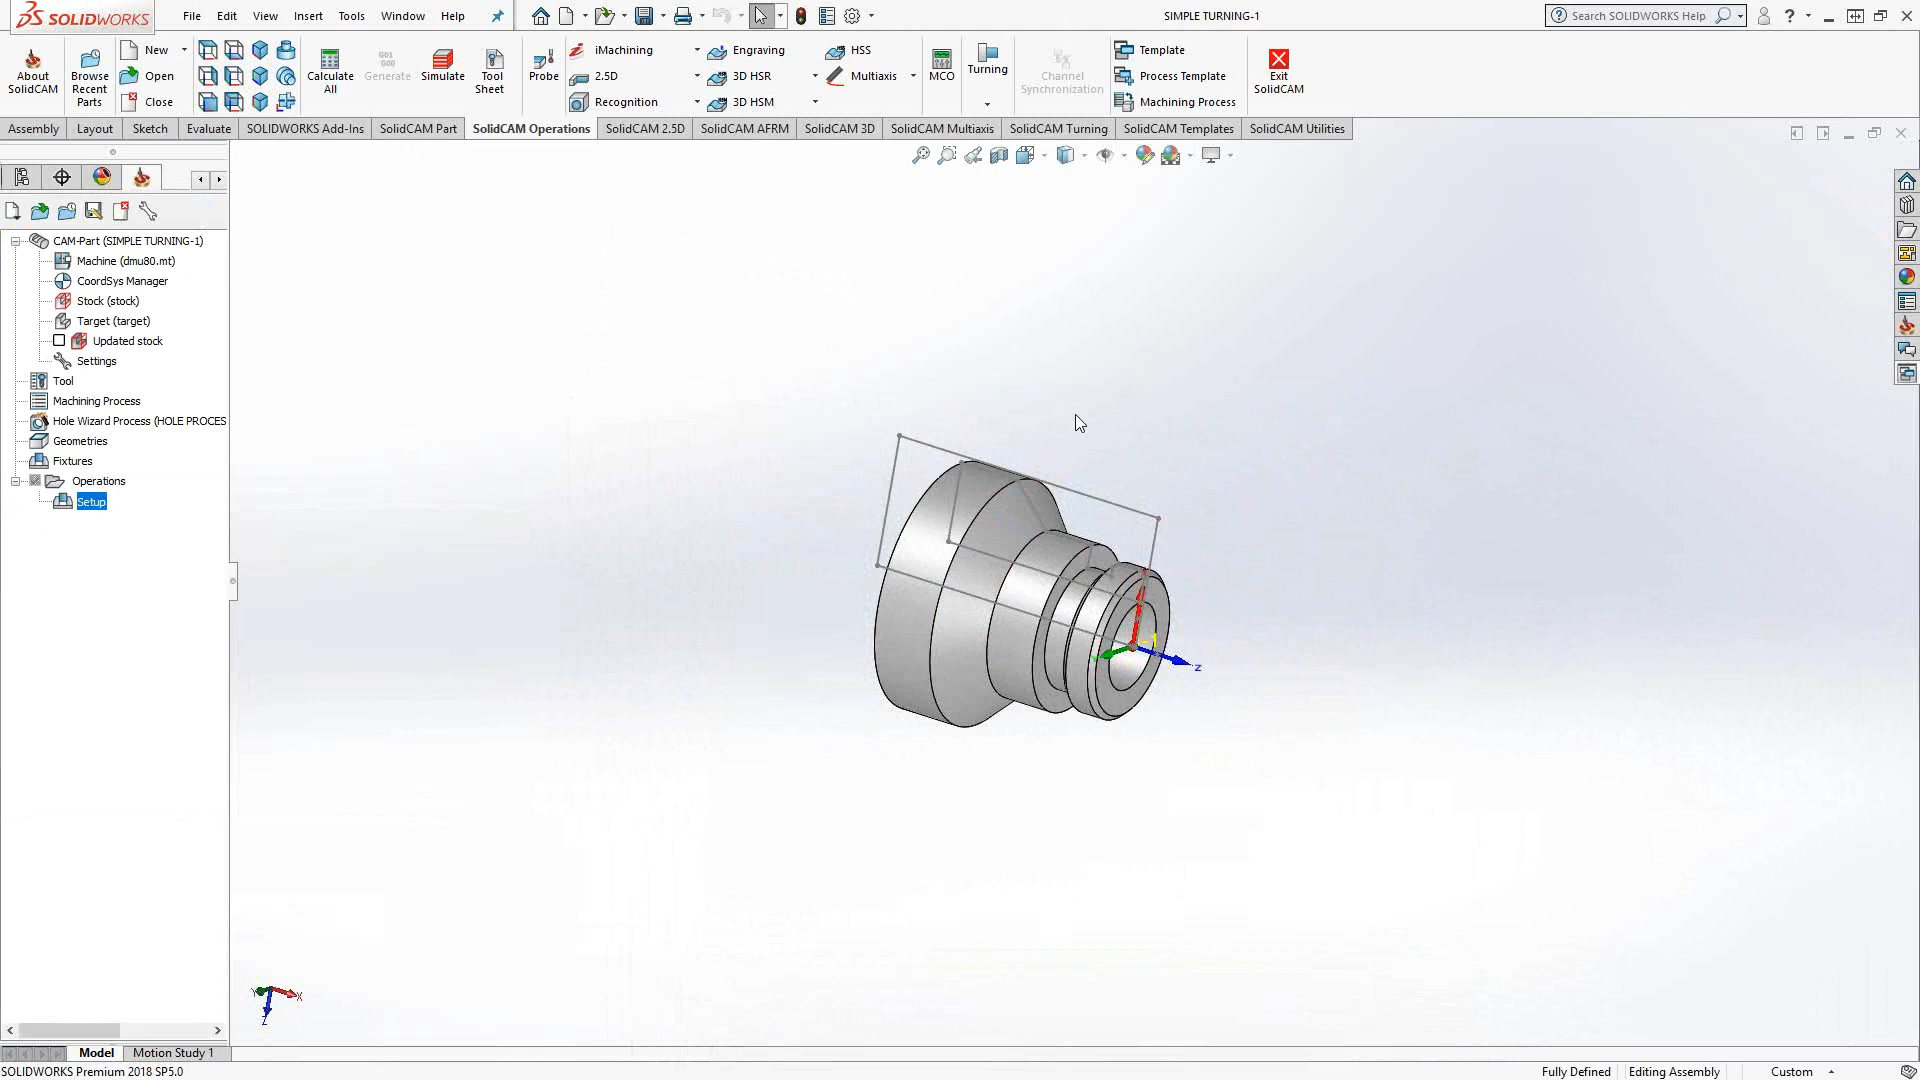 SOLIDWORKS File Edit View Insert Tools Window Help SIMPLE TURNING-1 Search SOLIDWORKS Help
About SolidCAM
Browse Recent Parts
New
Open
Close
Calculate All
G01 G00 Generate
Simulate
Tool Sheet
Probe
iMachining
2.5D
Recognition
Engraving
3D HSR
3D HSM
HSS
Multiaxis
MCO
Turning
Channel Synchronization
Template
Process Template
Machining Process
Exit SolidCAM
Assembly Layout Sketch Evaluate SOLIDWORKS Add-Ins SolidCAM Part SolidCAM Operations SolidCAM 2.5D SolidCAM AFRM SolidCAM 3D SolidCAM Multiaxis SolidCAM Turning SolidCAM Templates SolidCAM Utilities
CAM-Part (SIMPLE TURNING-1)
Machine (dmu80.mt)
CoordSys Manager
Stock (stock)
Target (target)
Updated stock
Settings
Tool
Machining Process
Hole Wizard Process (HOLE PROCES
Geometries
Fixtures
Operations
Setup
1
Z
Y X
Z
Model Motion Study 1
SOLIDWORKS Premium 2018 SP5.0 Fully Defined Editing Assembly Custom